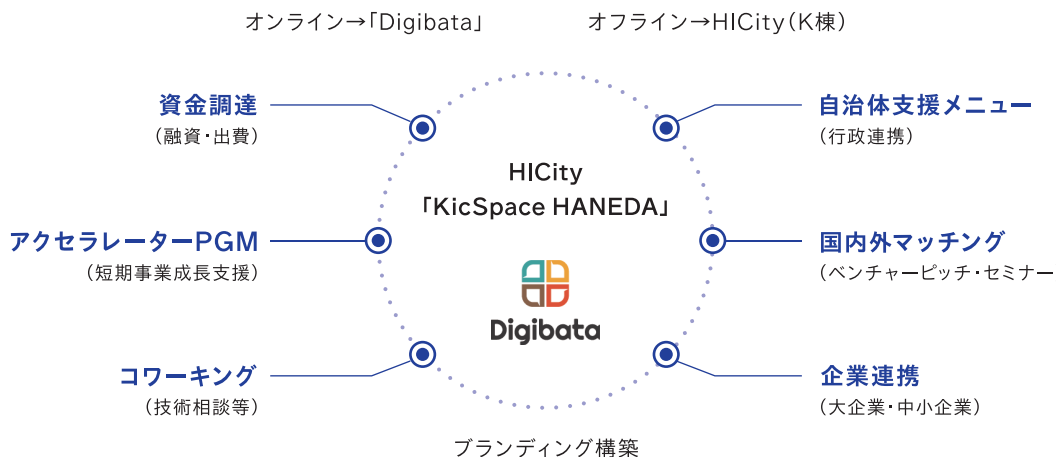 オンライン→「Digibata」
オフライン→HICity（K棟）
資金調達
（融資・出費）
アクセラレーターPGM
（短期事業成長支援）
コワーキング
（技術相談等）
HICity
「KicSpace HANEDA」
Digibata
自治体支援メニュー
（行政連携）
国内外マッチング
（ベンチャーピッチ・セミナー
企業連携
（大企業・中小企業）
ブランディング構築